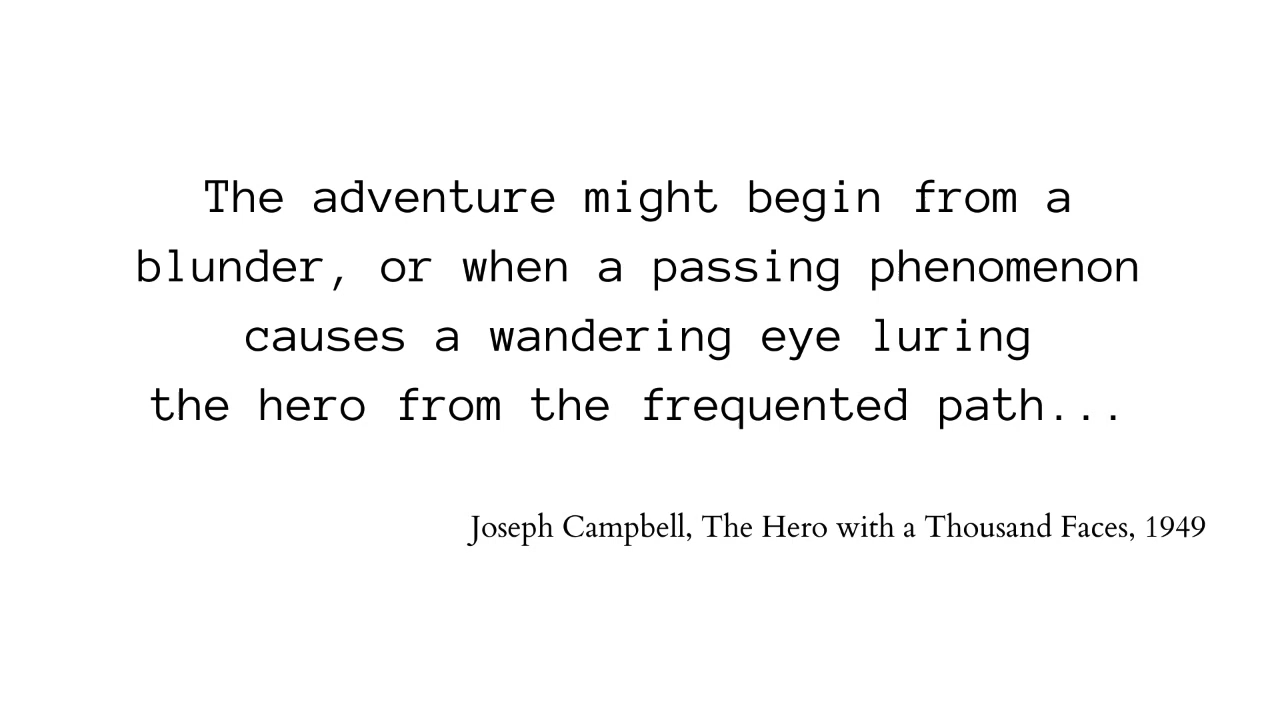 The adventure might begin from a
blunder, or when a passing phenomenon
causes a wandering eye luring
the hero from the frequented path...
Joseph Campbell, The Hero with a Thousand Faces, 1949